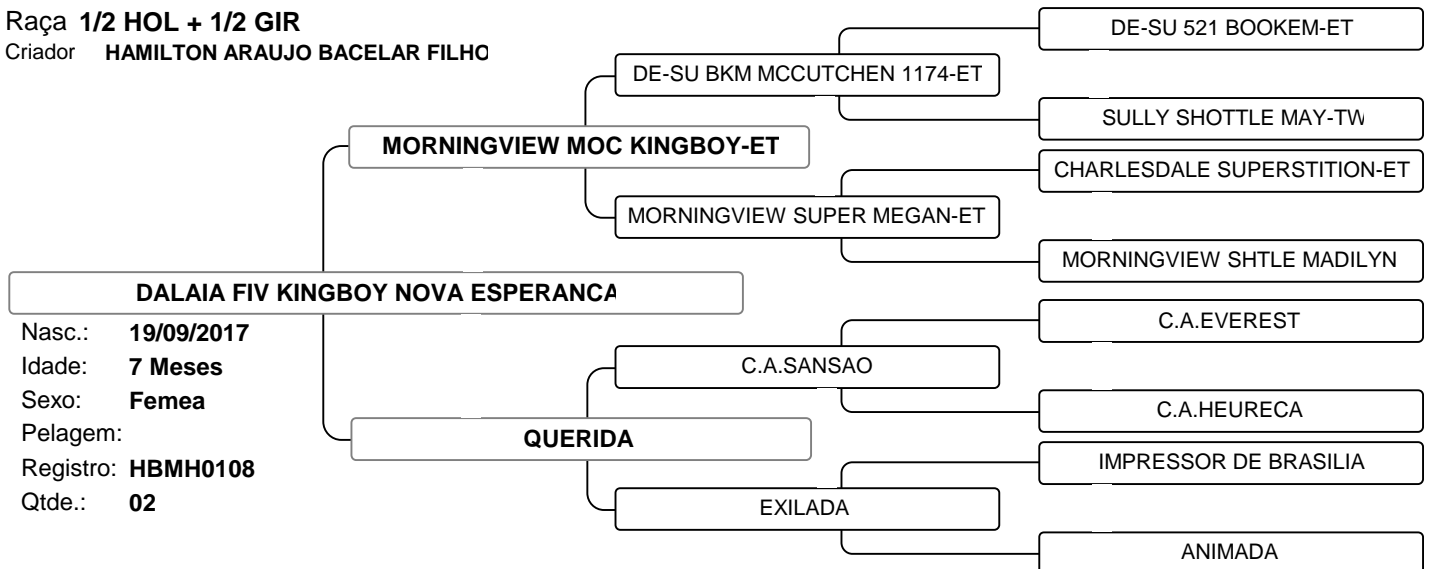 Raça 1/2 HOL + 1/2 GIR
Criador HAMILTON ARAUJO BACELAR FILHO
DE-SU 521 BOOKEM-ET
DE-SU BKM MCCUTCHEN 1174-ET
SULLY SHOTTLE MAY-TW
MORNINGVIEW MOC KINGBOY-ET
CHARLESDALE SUPERSTITION-ET
MORNINGVIEW SUPER MEGAN-ET
MORNINGVIEW SHTLE MADILYN
DALAIA FIV KINGBOY NOVA ESPERANCA
Nasc.: 19/09/2017
Idade: 7 Meses
Sexo: Femea
Pelagem:
Registro: HBMH0108
Qtde.: 02
C.A.EVEREST
C.A.SANSAO
C.A.HEURECA
QUERIDA
IMPRESSOR DE BRASILIA
EXILADA
ANIMADA